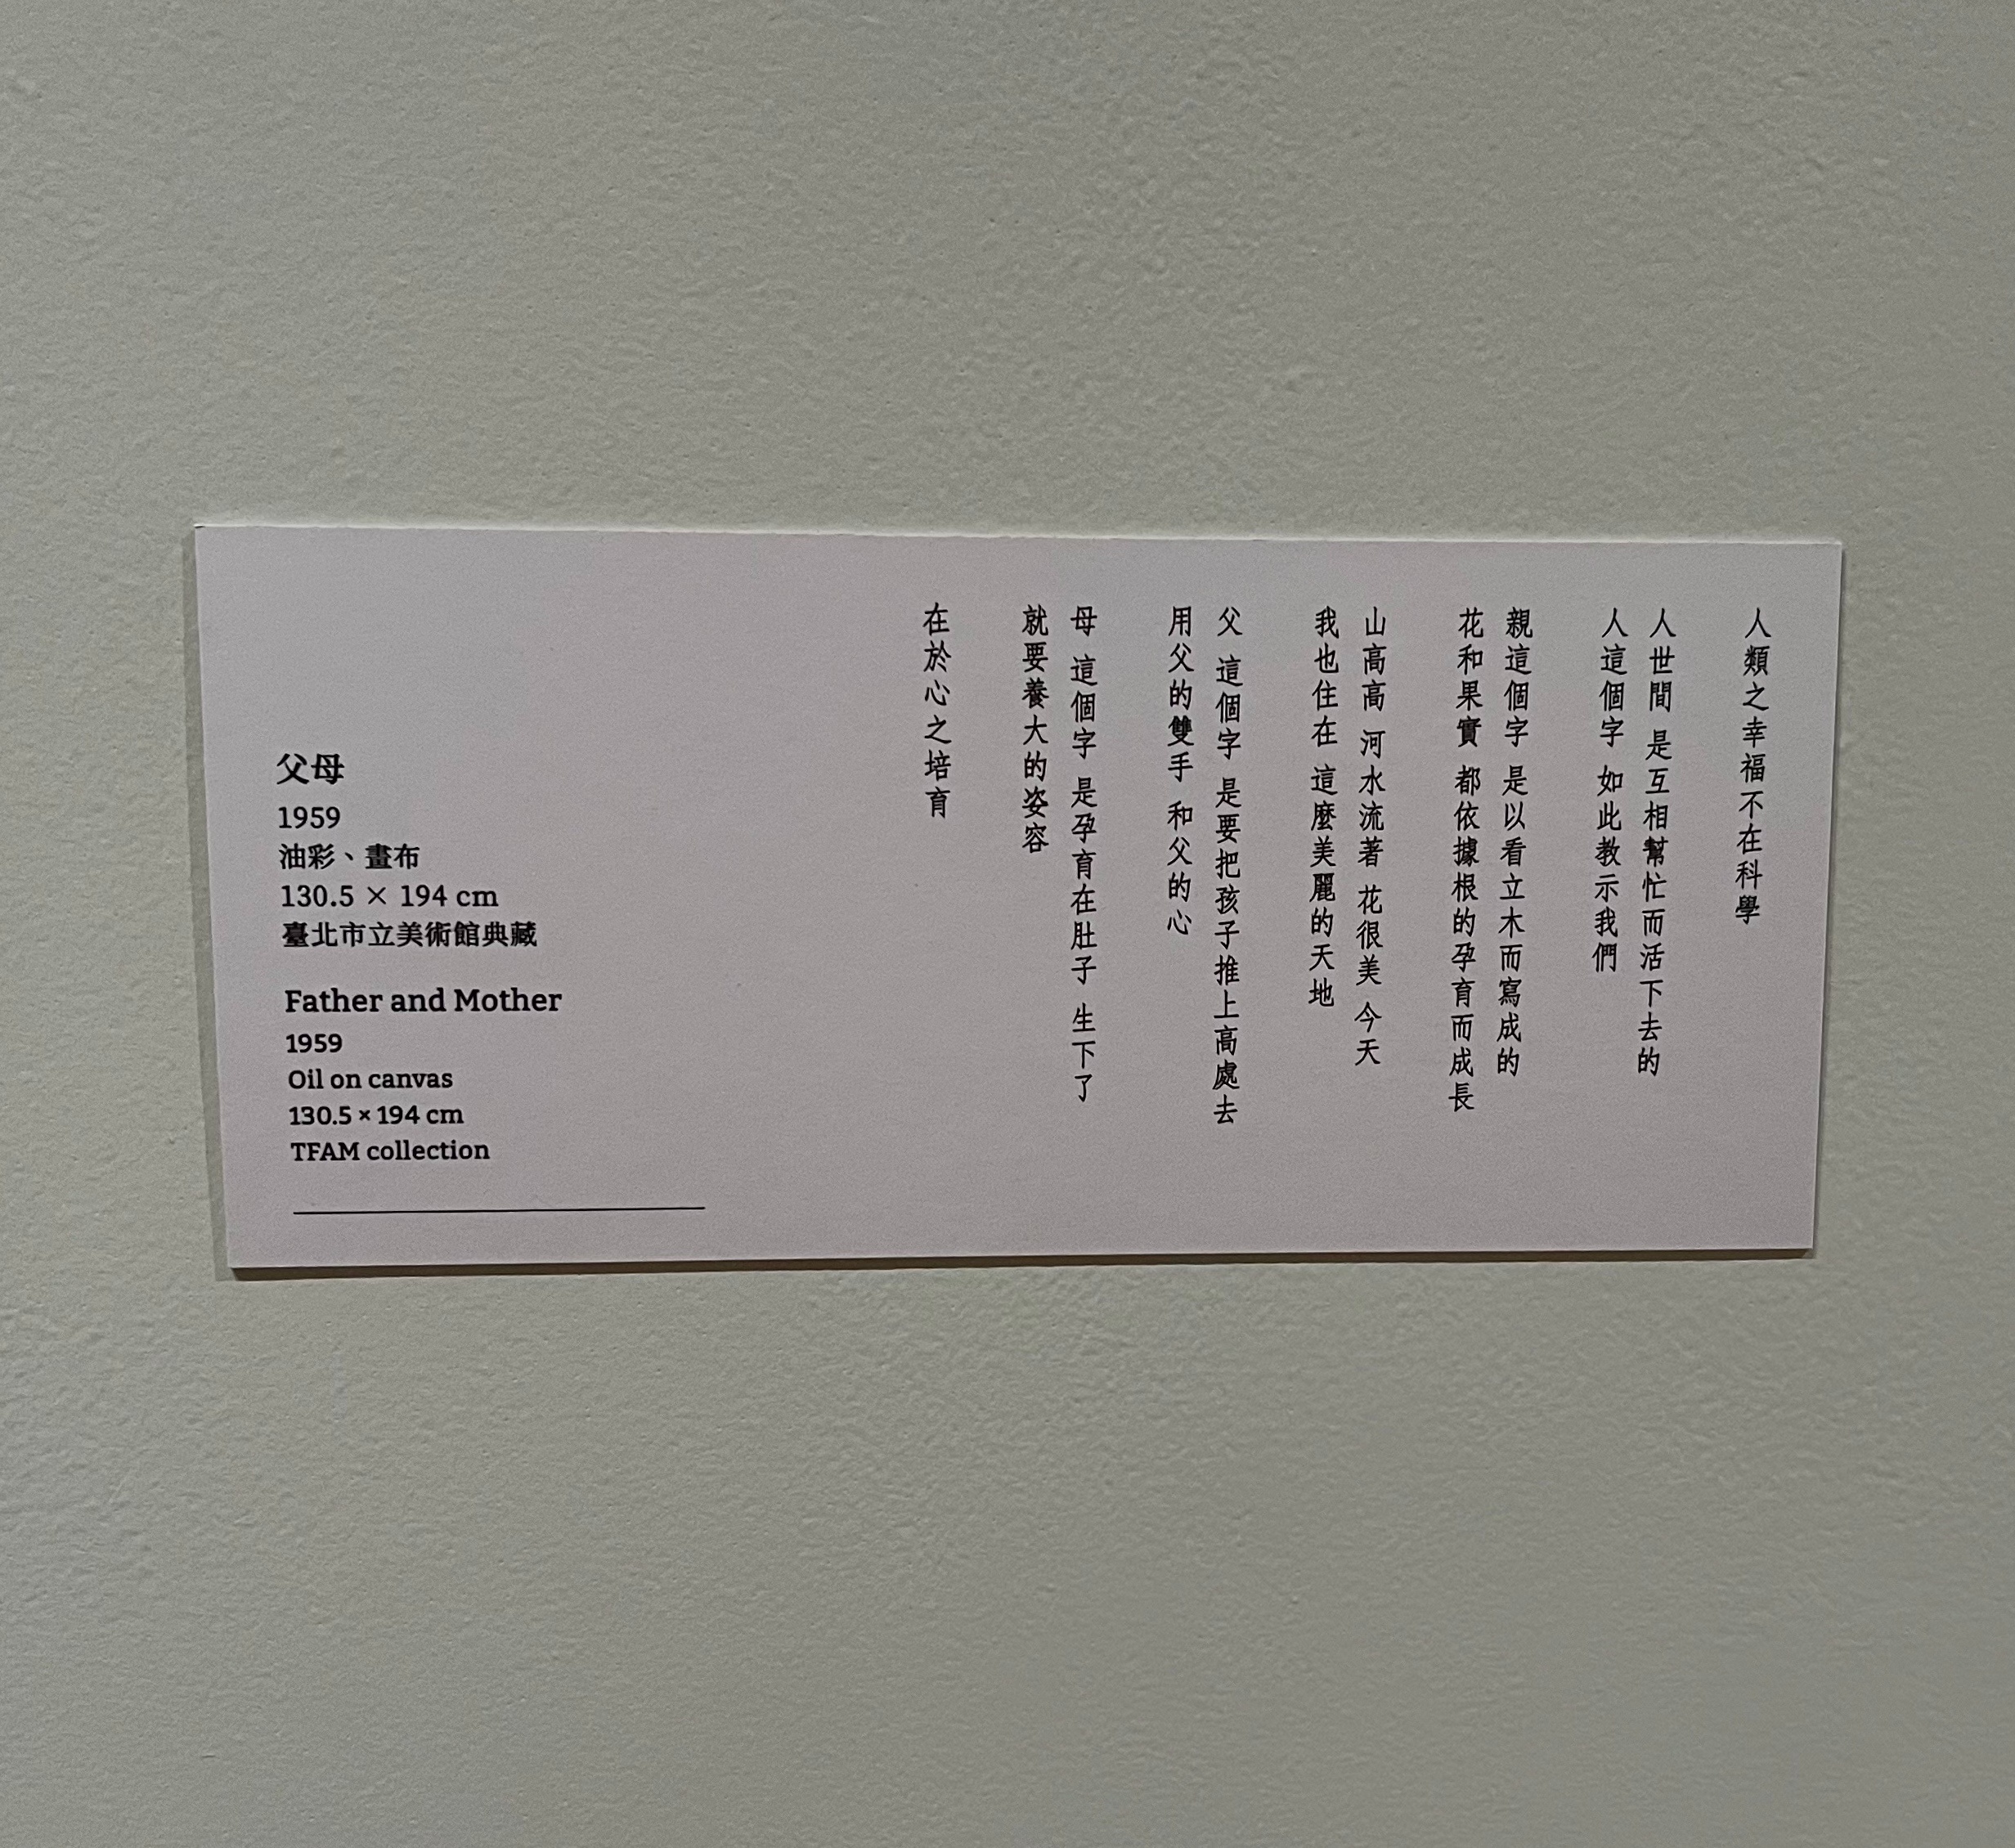 人類之幸福不在科學
人世間 是互相幫忙而活下去的
人這個字 如此教示我們
親這個字 是以看立木而寫成的
花和果實 都依據根的孕育而成長
山高高 河水流著 花很美 今天
我也住在 這麼美麗的天地
父 這個字 是要把孩子推上高處去
用父的雙手 和父的心
母 這個字 是孕育在肚子 生下了
就要養大的姿容
在於心之培育
父母
1959
油彩、畫布
130.5 × 194 cm
臺北市立美術館典藏
Father and Mother
1959
Oil on canvas
130.5 × 194 cm
TFAM collection